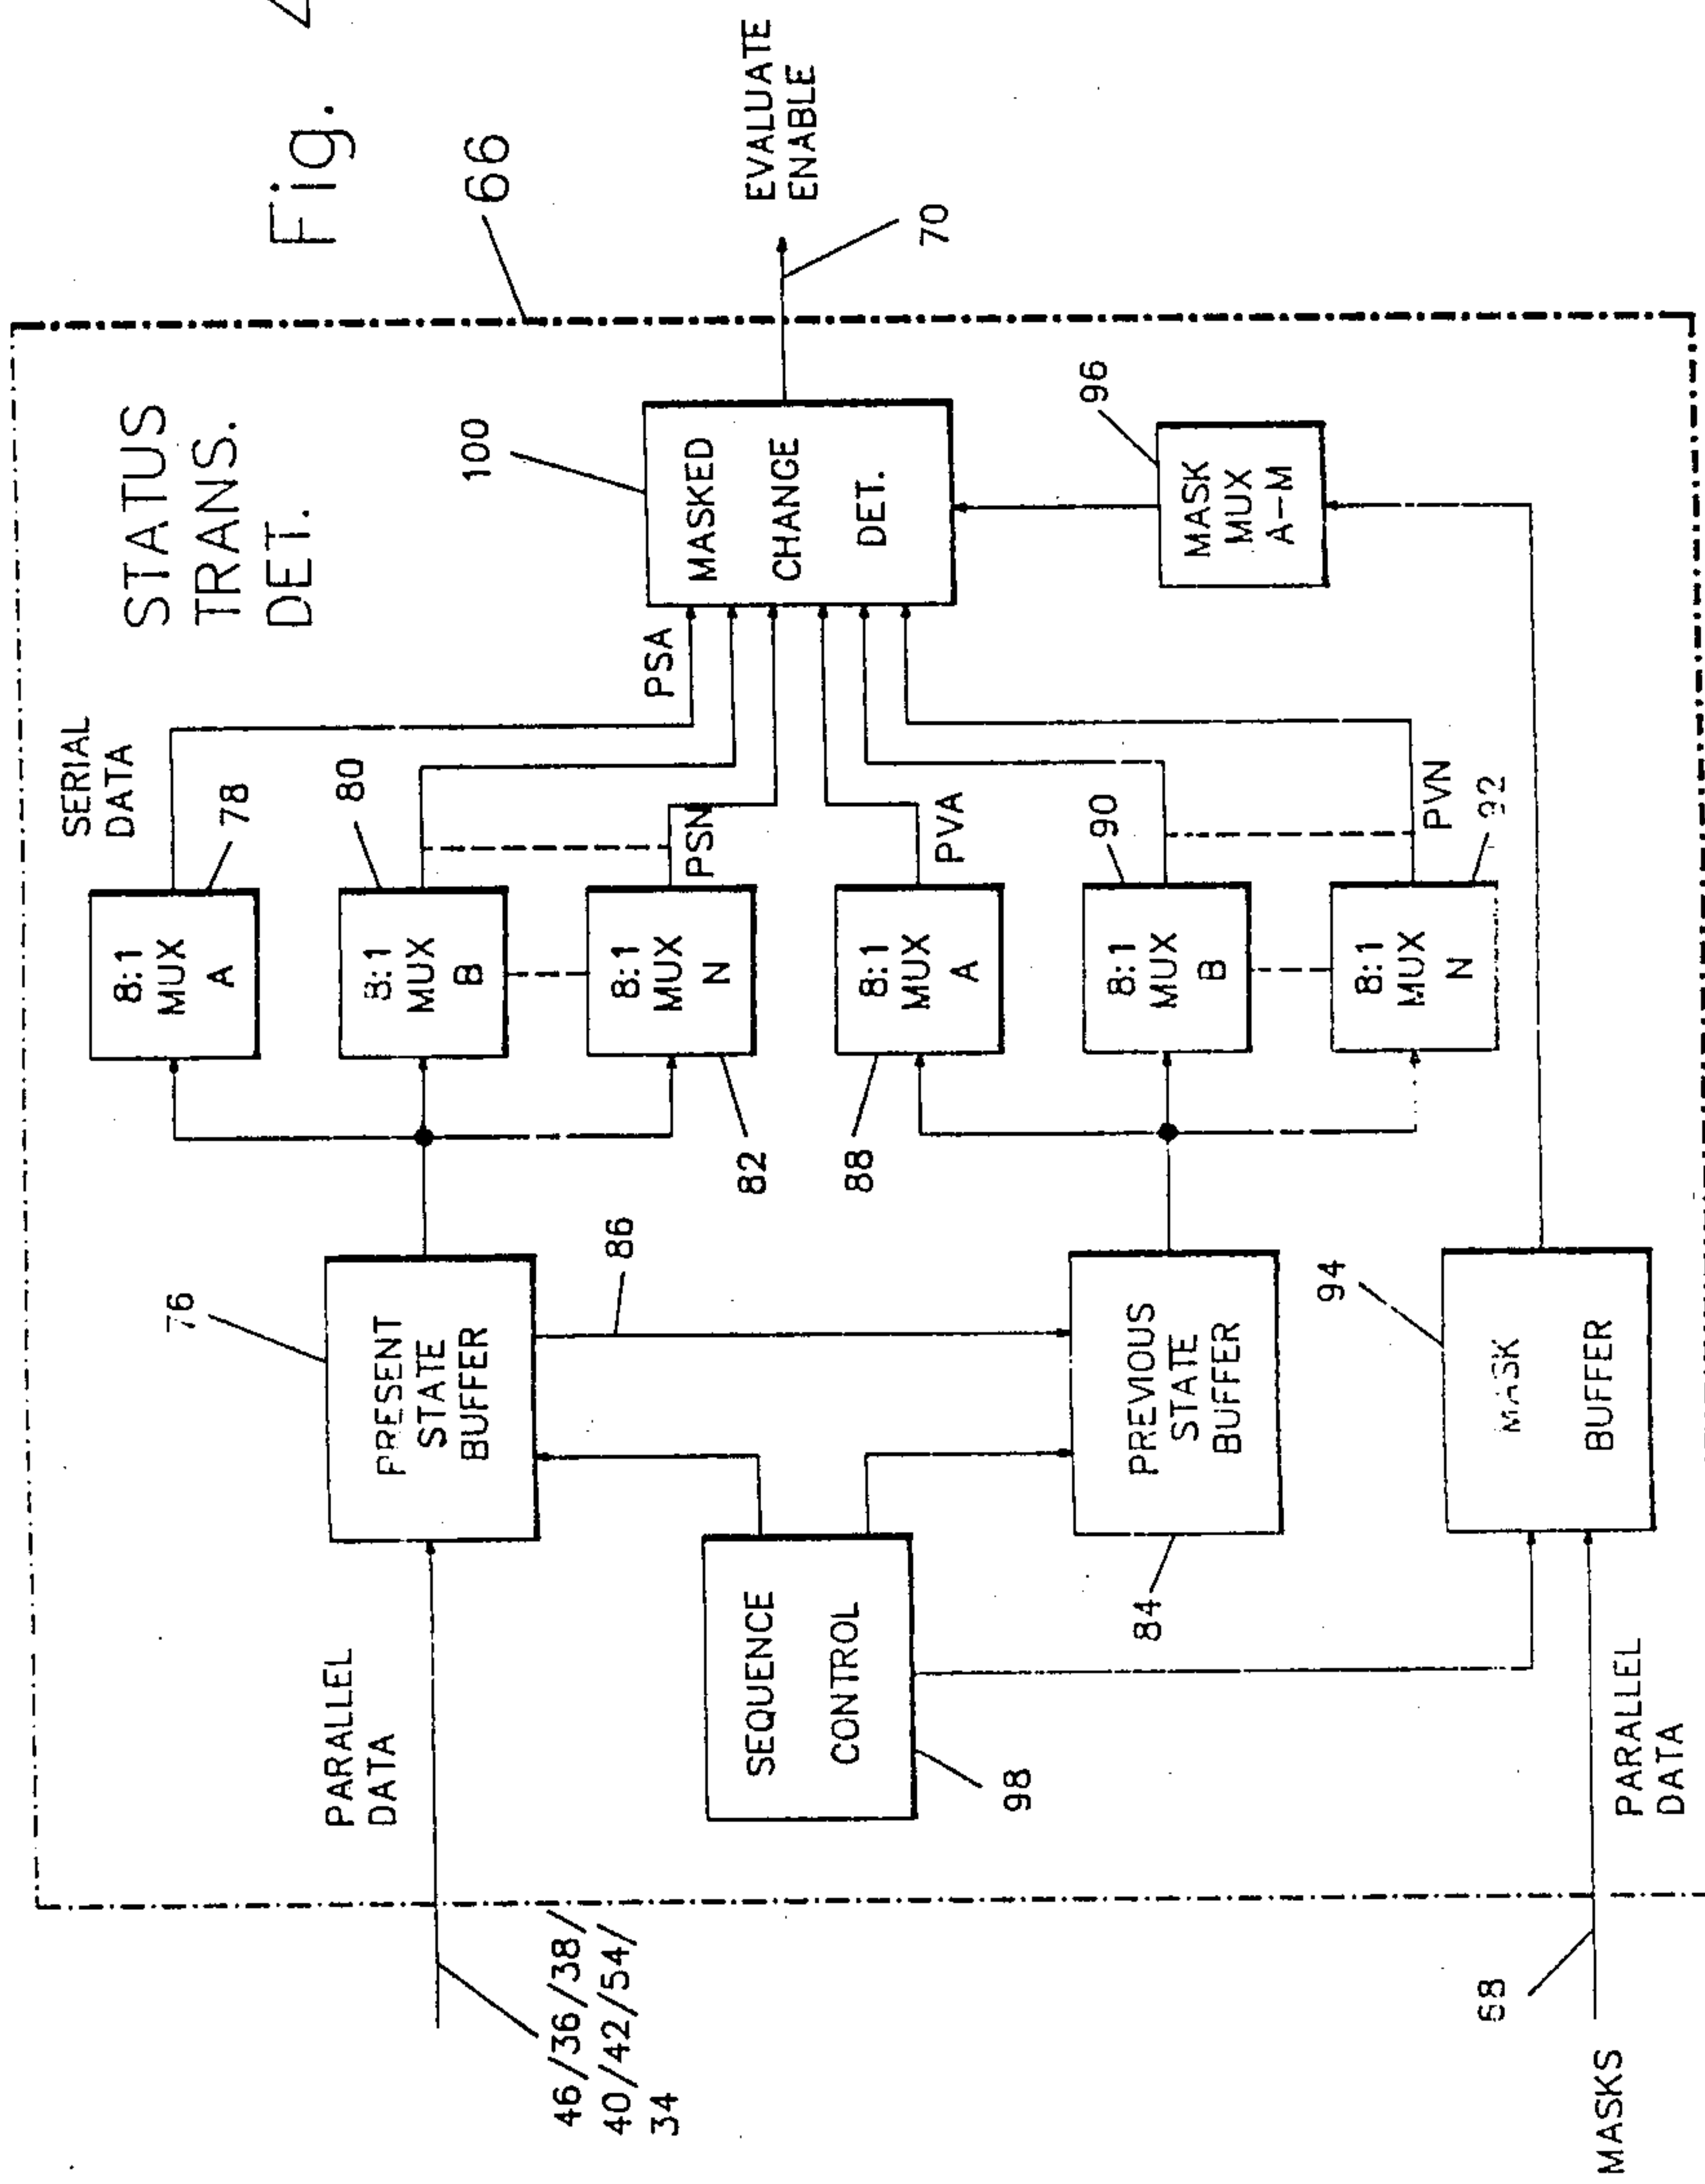 Fig.
66
STATUS
TRANS.
DET.
SERIAL
DATA
78
8:1
MUX
A
80
8:1
MUX
B
8:1
MUX
N
82
PSN
PSA
100
MASKED
CHANGE
DET.
EVALUATE
ENABLE
70
76
PRESENT
STATE
BUFFER
86
PARALLEL
DATA
46/36/38/
40/42/54/
34
SEQUENCE
CONTROL
98
PREVIOUS
STATE
BUFFER
84
88
8:1
MUX
A
PVA
90
8:1
MUX
B
8:1
MUX
N
PVN
92
96
MASK
MUX
A-M
94
MASK
BUFFER
PARALLEL
DATA
68
MASKS